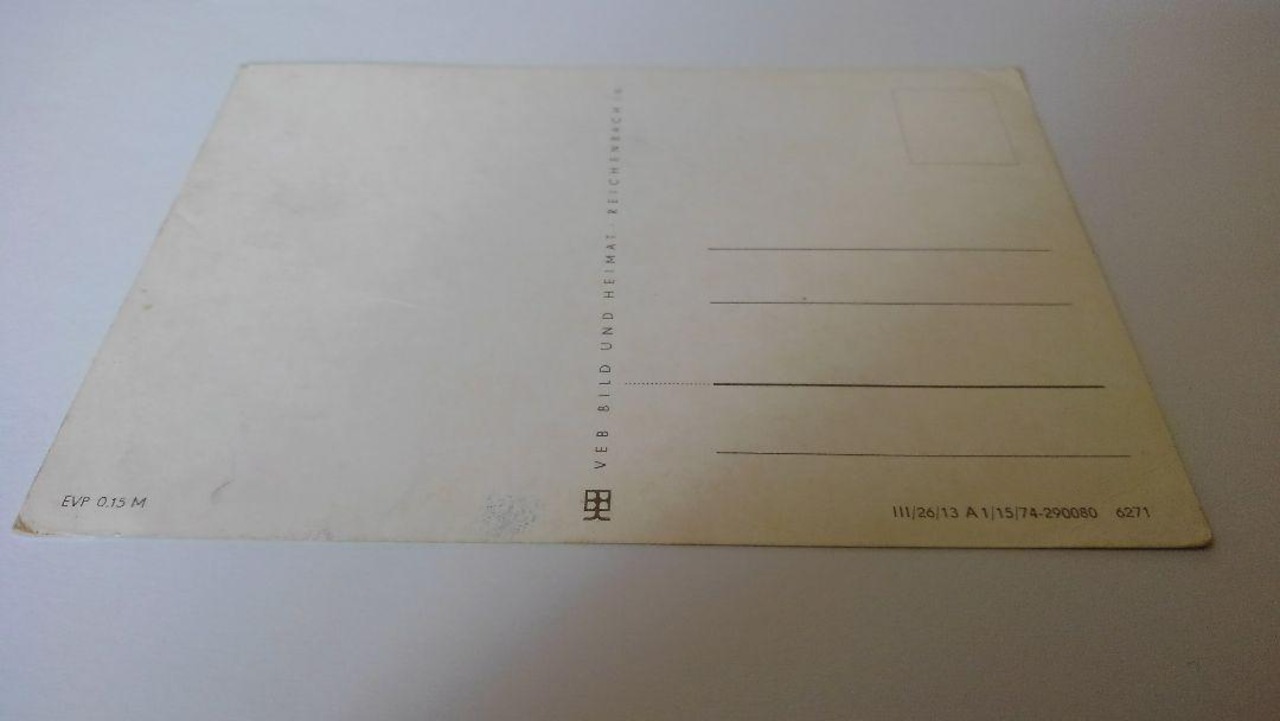 VEB BILD UND HEIMAT · REICHENBACH
EVP 0,15 M
III/26/13 A 1/15/74-290080 6271